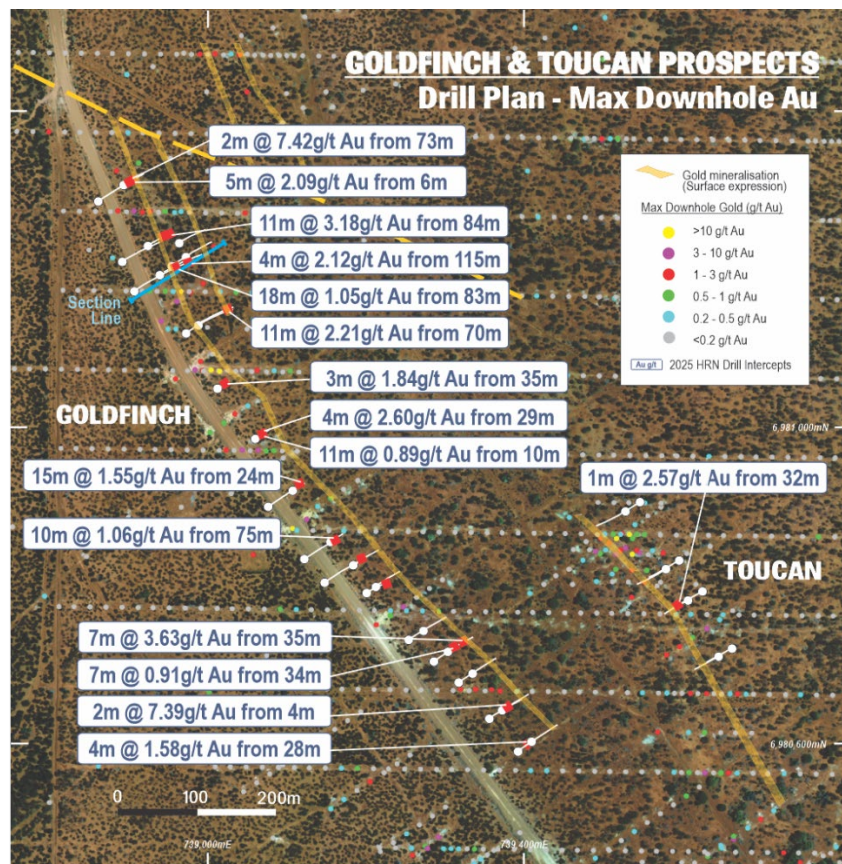 GOLDFINCH & TOUCAN PROSPECTS
Drill Plan - Max Downhole Au
2m @ 7.42g/t Au from 73m
5m @ 2.09g/t Au from 6m
11m @ 3.18g/t Au from 84m
4m @ 2.12g/t Au from 115m
18m @ 1.05g/t Au from 83m
11m @ 2.21g/t Au from 70m
Section
Line
Gold mineralisation
(Surface expression)
Max Downhole Gold (g/t Au)
>10 g/t Au
3 - 10 g/t Au
1 - 3 g/t Au
0.5 - 1 g/t Au
0.2 - 0.5 g/t Au
<0.2 g/t Au
Au g/t 2025 HRN Drill Intercepts
3m @ 1.84g/t Au from 35m
GOLDFINCH
4m @ 2.60g/t Au from 29m
6,981,000mN
11m @ 0.89g/t Au from 10m
15m @ 1.55g/t Au from 24m
1m @ 2.57g/t Au from 32m
10m @ 1.06g/t Au from 75m
TOUCAN
7m @ 3.63g/t Au from 35m
7m @ 0.91g/t Au from 34m
2m @ 7.39g/t Au from 4m
4m @ 1.58g/t Au from 28m
6,980,600mN
0 100 200m
739,000mE
739,400mE